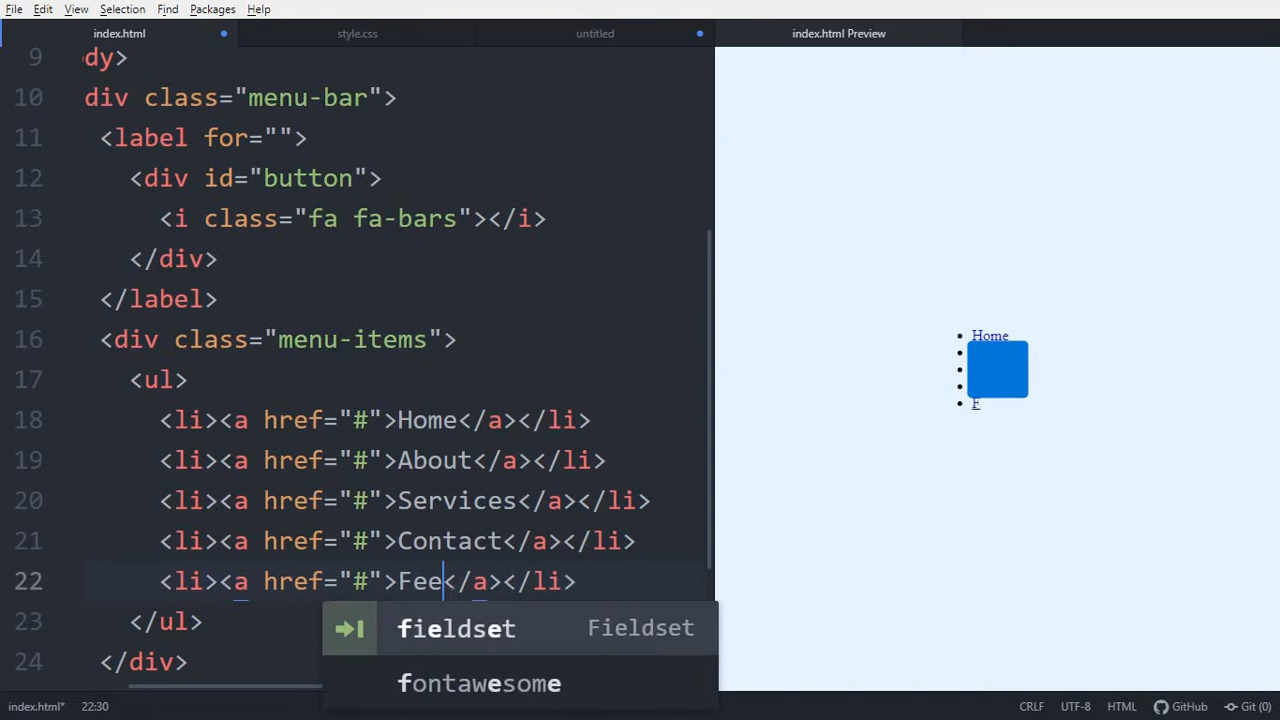 File Edit View Selection Find Packages Help
index.html style.css untitled index.html Preview
9 dy>
10 div class="menu-bar">
11 <label for="">
12 <div id="button">
13 <i class="fa fa-bars"></i>
14 </div>
15 </label>
16 <div class="menu-items">
17 <ul>
18 <li><a href="#">Home</a></li>
19 <li><a href="#">About</a></li>
20 <li><a href="#">Services</a></li>
21 <li><a href="#">Contact</a></li>
22 <li><a href="#">Fee</a></li>
23 </ul>
fieldset Fieldset
24 </div>
fontawesome
Home
F
index.html* 22:30 CRLF UTF-8 HTML GitHub Git (0)